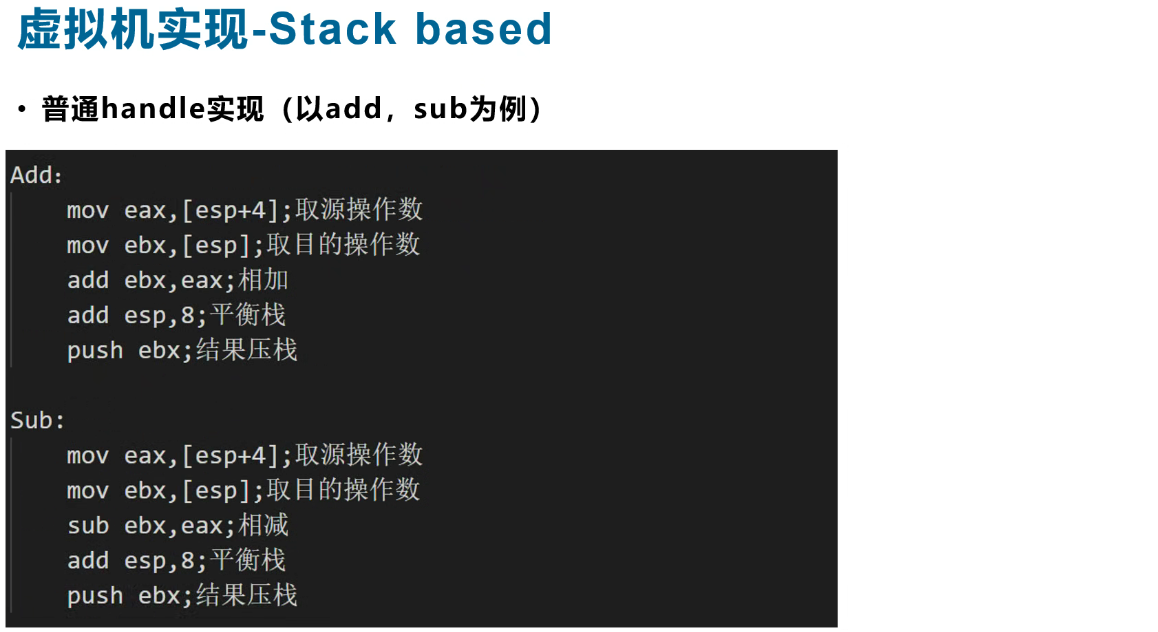 虚拟机实现-Stack based
• 普通handle实现（以add，sub为例）
Add:
mov eax,[esp+4];取源操作数
mov ebx,[esp];取目的操作数
add ebx,eax;相加
add esp,8;平衡栈
push ebx;结果压栈
Sub:
mov eax,[esp+4];取源操作数
mov ebx,[esp];取目的操作数
sub ebx,eax;相减
add esp,8;平衡栈
push ebx;结果压栈